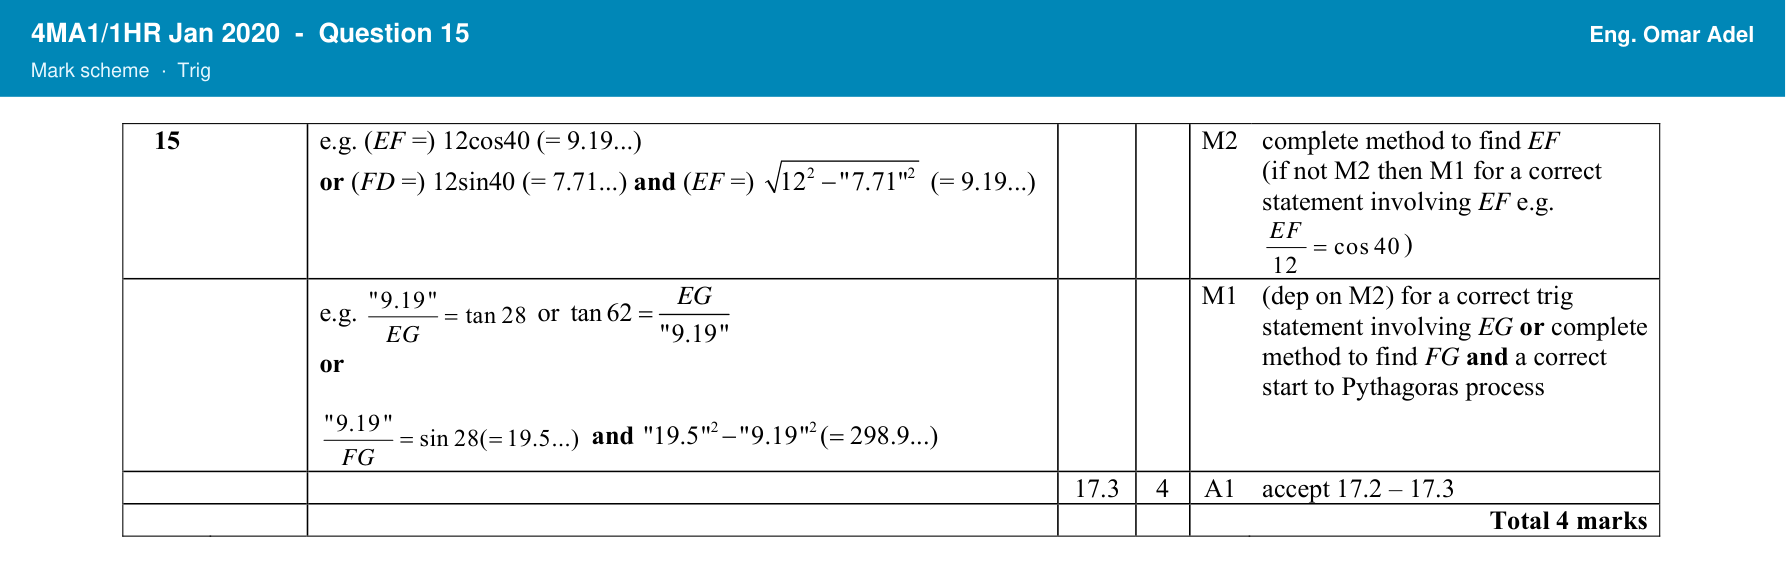 4MA1/1HR Jan 2020 - Question 15
Eng. Omar Adel
Mark scheme · Trig
15
e.g. (EF =) 12cos40 (= 9.19...)
or (FD =) 12sin40 (= 7.71...) and (EF =) √(12² – "7.71"²) (= 9.19...)
M2 complete method to find EF
(if not M2 then M1 for a correct
statement involving EF e.g.
EF/12 = cos 40 )
e.g. "9.19"/EG = tan 28 or tan 62 = EG/"9.19"
or
"9.19"/FG = sin 28(= 19.5...) and "19.5"² – "9.19"² (= 298.9...)
M1 (dep on M2) for a correct trig
statement involving EG or complete
method to find FG and a correct
start to Pythagoras process
17.3 4 A1 accept 17.2 – 17.3
Total 4 marks